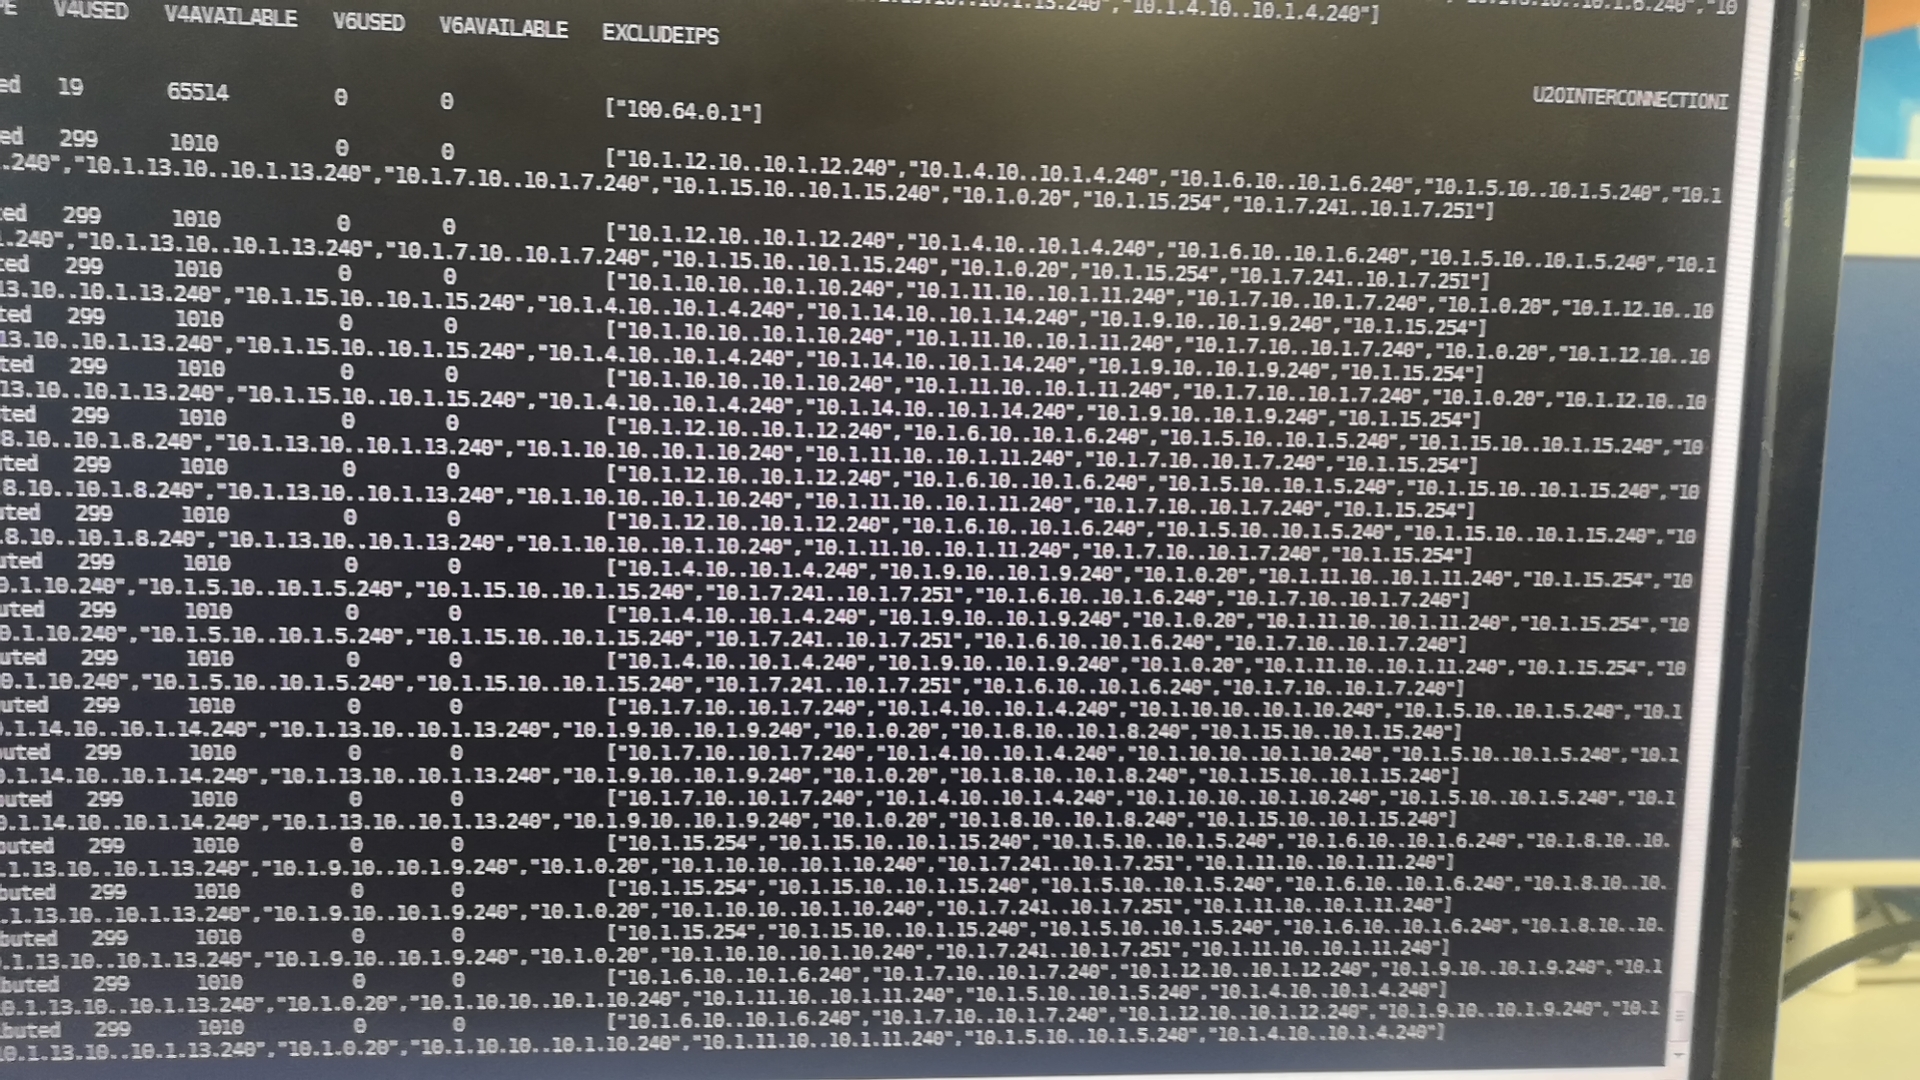 V4USED V4AVAILABLE V6USED V6AVAILABLE EXCLUDEIPS
"10.1.4.10..10.1.4.240"]
U2OINTERCONNECTIONI
ed 19 65514 0 0 ["100.64.0.1"]
ed 299 1010 0 0 ["10.1.12.10..10.1.12.240","10.1.4.10..10.1.4.240","10.1.6.10..10.1.6.240","10.1.5.10..10.1.5.240","10.1
.240","10.1.13.10..10.1.13.240","10.1.7.10..10.1.7.240","10.1.15.10..10.1.15.240","10.1.0.20","10.1.15.254","10.1.7.241..10.1.7.251"]
ted 299 1010 0 0 ["10.1.12.10..10.1.12.240","10.1.4.10..10.1.4.240","10.1.6.10..10.1.6.240","10.1.5.10..10.1.5.240","10.1
.240","10.1.13.10..10.1.13.240","10.1.7.10..10.1.7.240","10.1.15.10..10.1.15.240","10.1.0.20","10.1.15.254","10.1.7.241..10.1.7.251"]
ted 299 1010 0 0 ["10.1.10.10..10.1.10.240","10.1.11.10..10.1.11.240","10.1.7.10..10.1.7.240","10.1.0.20","10.1.12.10..10
13.10..10.1.13.240","10.1.15.10..10.1.15.240","10.1.4.10..10.1.4.240","10.1.14.10..10.1.14.240","10.1.9.10..10.1.9.240","10.1.15.254"]
ted 299 1010 0 0 ["10.1.10.10..10.1.10.240","10.1.11.10..10.1.11.240","10.1.7.10..10.1.7.240","10.1.0.20","10.1.12.10..10
13.10..10.1.13.240","10.1.15.10..10.1.15.240","10.1.4.10..10.1.4.240","10.1.14.10..10.1.14.240","10.1.9.10..10.1.9.240","10.1.15.254"]
ted 299 1010 0 0 ["10.1.10.10..10.1.10.240","10.1.11.10..10.1.11.240","10.1.7.10..10.1.7.240","10.1.0.20","10.1.12.10..10
13.10..10.1.13.240","10.1.15.10..10.1.15.240","10.1.4.10..10.1.4.240","10.1.14.10..10.1.14.240","10.1.9.10..10.1.9.240","10.1.15.254"]
uted 299 1010 0 0 ["10.1.12.10..10.1.12.240","10.1.6.10..10.1.6.240","10.1.5.10..10.1.5.240","10.1.15.10..10.1.15.240","10
8.10..10.1.8.240","10.1.13.10..10.1.13.240","10.1.10.10..10.1.10.240","10.1.11.10..10.1.11.240","10.1.7.10..10.1.7.240","10.1.15.254"]
uted 299 1010 0 0 ["10.1.12.10..10.1.12.240","10.1.6.10..10.1.6.240","10.1.5.10..10.1.5.240","10.1.15.10..10.1.15.240","10
.8.10..10.1.8.240","10.1.13.10..10.1.13.240","10.1.10.10..10.1.10.240","10.1.11.10..10.1.11.240","10.1.7.10..10.1.7.240","10.1.15.254"]
uted 299 1010 0 0 ["10.1.12.10..10.1.12.240","10.1.6.10..10.1.6.240","10.1.5.10..10.1.5.240","10.1.15.10..10.1.15.240","10
.8.10..10.1.8.240","10.1.13.10..10.1.13.240","10.1.10.10..10.1.10.240","10.1.11.10..10.1.11.240","10.1.7.10..10.1.7.240","10.1.15.254"]
uted 299 1010 0 0 ["10.1.4.10..10.1.4.240","10.1.9.10..10.1.9.240","10.1.0.20","10.1.11.10..10.1.11.240","10.1.15.254","10
0.1.10.240","10.1.5.10..10.1.5.240","10.1.15.10..10.1.15.240","10.1.7.241..10.1.7.251","10.1.6.10..10.1.6.240","10.1.7.10..10.1.7.240"]
uted 299 1010 0 0 ["10.1.4.10..10.1.4.240","10.1.9.10..10.1.9.240","10.1.0.20","10.1.11.10..10.1.11.240","10.1.15.254","10
0.1.10.240","10.1.5.10..10.1.5.240","10.1.15.10..10.1.15.240","10.1.7.241..10.1.7.251","10.1.6.10..10.1.6.240","10.1.7.10..10.1.7.240"]
uted 299 1010 0 0 ["10.1.4.10..10.1.4.240","10.1.9.10..10.1.9.240","10.1.0.20","10.1.11.10..10.1.11.240","10.1.15.254","10
0.1.10.240","10.1.5.10..10.1.5.240","10.1.15.10..10.1.15.240","10.1.7.241..10.1.7.251","10.1.6.10..10.1.6.240","10.1.7.10..10.1.7.240"]
buted 299 1010 0 0 ["10.1.7.10..10.1.7.240","10.1.4.10..10.1.4.240","10.1.10.10..10.1.10.240","10.1.5.10..10.1.5.240","10.1
0.1.14.10..10.1.14.240","10.1.13.10..10.1.13.240","10.1.9.10..10.1.9.240","10.1.0.20","10.1.8.10..10.1.8.240","10.1.15.10..10.1.15.240"]
buted 299 1010 0 0 ["10.1.7.10..10.1.7.240","10.1.4.10..10.1.4.240","10.1.10.10..10.1.10.240","10.1.5.10..10.1.5.240","10.1
0.1.14.10..10.1.14.240","10.1.13.10..10.1.13.240","10.1.9.10..10.1.9.240","10.1.0.20","10.1.8.10..10.1.8.240","10.1.15.10..10.1.15.240"]
buted 299 1010 0 0 ["10.1.7.10..10.1.7.240","10.1.4.10..10.1.4.240","10.1.10.10..10.1.10.240","10.1.5.10..10.1.5.240","10.1
0.1.14.10..10.1.14.240","10.1.13.10..10.1.13.240","10.1.9.10..10.1.9.240","10.1.0.20","10.1.8.10..10.1.8.240","10.1.15.10..10.1.15.240"]
buted 299 1010 0 0 ["10.1.15.254","10.1.15.10..10.1.15.240","10.1.5.10..10.1.5.240","10.1.6.10..10.1.6.240","10.1.8.10..10.
.1.13.10..10.1.13.240","10.1.9.10..10.1.9.240","10.1.0.20","10.1.10.10..10.1.10.240","10.1.7.241..10.1.7.251","10.1.11.10..10.1.11.240"]
buted 299 1010 0 0 ["10.1.15.254","10.1.15.10..10.1.15.240","10.1.5.10..10.1.5.240","10.1.6.10..10.1.6.240","10.1.8.10..10.
.1.13.10..10.1.13.240","10.1.9.10..10.1.9.240","10.1.0.20","10.1.10.10..10.1.10.240","10.1.7.241..10.1.7.251","10.1.11.10..10.1.11.240"]
buted 299 1010 0 0 ["10.1.15.254","10.1.15.10..10.1.15.240","10.1.5.10..10.1.5.240","10.1.6.10..10.1.6.240","10.1.8.10..10.
.1.13.10..10.1.13.240","10.1.9.10..10.1.9.240","10.1.0.20","10.1.10.10..10.1.10.240","10.1.7.241..10.1.7.251","10.1.11.10..10.1.11.240"]
ibuted 299 1010 0 0 ["10.1.6.10..10.1.6.240","10.1.7.10..10.1.7.240","10.1.12.10..10.1.12.240","10.1.9.10..10.1.9.240","10.1
0.1.13.10..10.1.13.240","10.1.0.20","10.1.10.10..10.1.10.240","10.1.11.10..10.1.11.240","10.1.5.10..10.1.5.240","10.1.4.10..10.1.4.240"]
ibuted 299 1010 0 0 ["10.1.6.10..10.1.6.240","10.1.7.10..10.1.7.240","10.1.12.10..10.1.12.240","10.1.9.10..10.1.9.240","10.1
10.1.13.10..10.1.13.240","10.1.0.20","10.1.10.10..10.1.10.240","10.1.11.10..10.1.11.240","10.1.5.10..10.1.5.240","10.1.4.10..10.1.4.240"]